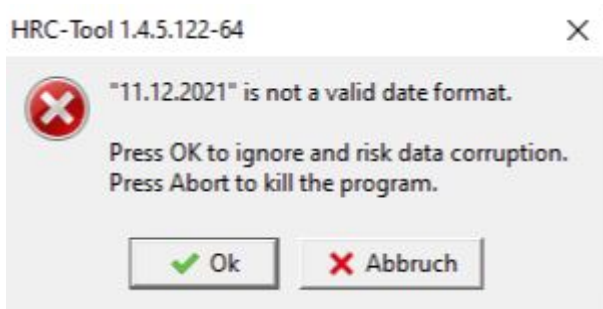 HRC-Tool 1.4.5.122-64
"11.12.2021" is not a valid date format.
Press OK to ignore and risk data corruption.
Press Abort to kill the program.
Ok
Abbruch